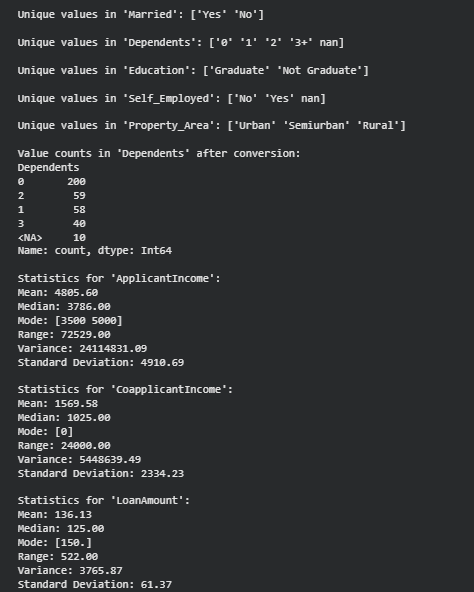 Unique values in 'Married': ['Yes' 'No']
Unique values in 'Dependents': ['0' '1' '2' '3+' nan]
Unique values in 'Education': ['Graduate' 'Not Graduate']
Unique values in 'Self_Employed': ['No' 'Yes' nan]
Unique values in 'Property_Area': ['Urban' 'Semiurban' 'Rural']
Value counts in 'Dependents' after conversion:
Dependents
0 200
2 59
1 58
3 40
<NA> 10
Name: count, dtype: Int64
Statistics for 'ApplicantIncome':
Mean: 4805.60
Median: 3786.00
Mode: [3500 5000]
Range: 72529.00
Variance: 24114831.09
Standard Deviation: 4910.69
Statistics for 'CoapplicantIncome':
Mean: 1569.58
Median: 1025.00
Mode: [0]
Range: 24000.00
Variance: 5448639.49
Standard Deviation: 2334.23
Statistics for 'LoanAmount':
Mean: 136.13
Median: 125.00
Mode: [150.]
Range: 522.00
Variance: 3765.87
Standard Deviation: 61.37